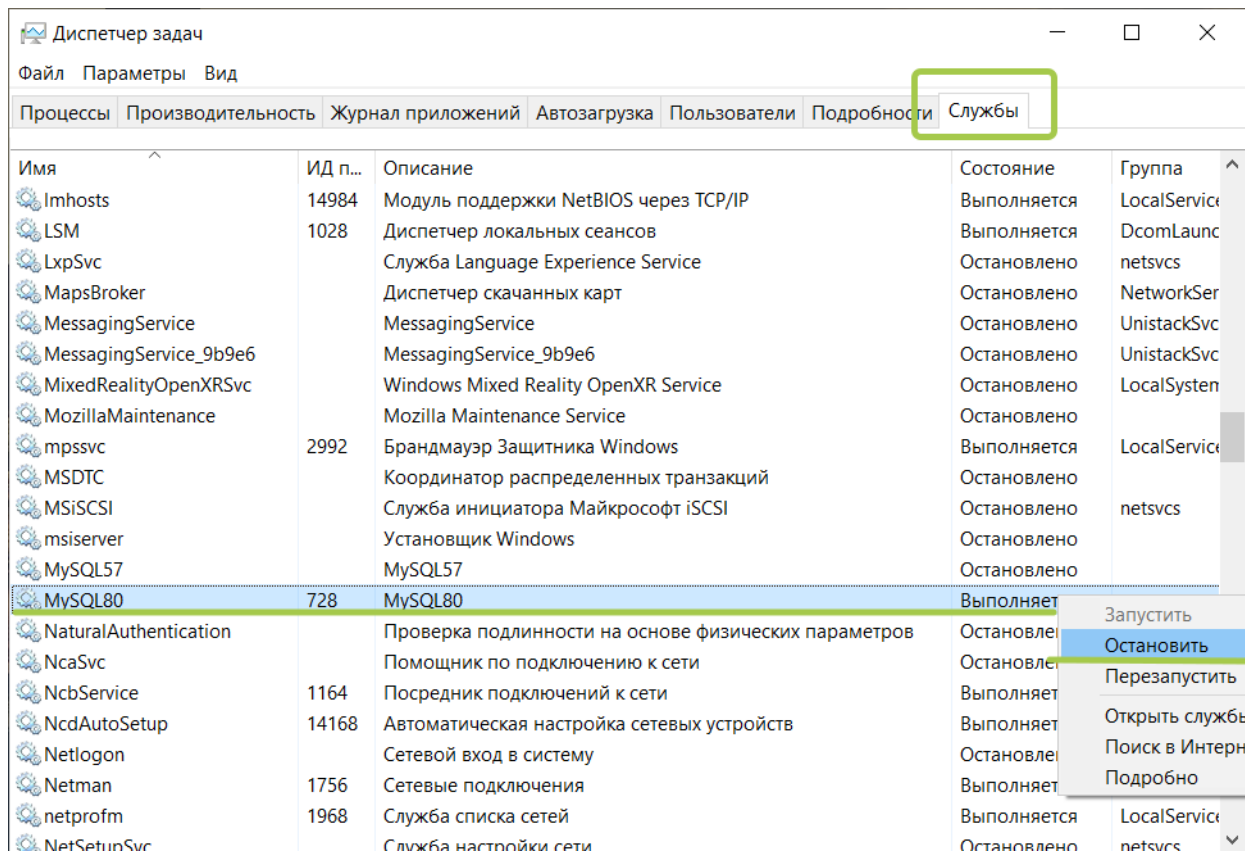 Диспетчер задач
Файл Параметры Вид
Процессы Производительность Журнал приложений Автозагрузка Пользователи Подробности Службы
Имя ИД п... Описание Состояние Группа
lmhosts 14984 Модуль поддержки NetBIOS через TCP/IP Выполняется LocalService
LSM 1028 Диспетчер локальных сеансов Выполняется DcomLaunc
LxpSvc Служба Language Experience Service Остановлено netsvcs
MapsBroker Диспетчер скачанных карт Остановлено NetworkSer
MessagingService MessagingService Остановлено UnistackSvc
MessagingService_9b9e6 MessagingService_9b9e6 Остановлено UnistackSvc
MixedRealityOpenXRSvc Windows Mixed Reality OpenXR Service Остановлено LocalSystem
MozillaMaintenance Mozilla Maintenance Service Остановлено
mpssvc 2992 Брандмауэр Защитника Windows Выполняется LocalService
MSDTC Координатор распределенных транзакций Остановлено
MSiSCSI Служба инициатора Майкрософт iSCSI Остановлено netsvcs
msiserver Установщик Windows Остановлено
MySQL57 MySQL57 Остановлено
MySQL80 728 MySQL80 Выполняет
Запустить
NaturalAuthentication Проверка подлинности на основе физических параметров Остановле Остановить
NcaSvc Помощник по подключению к сети Остановле Перезапустить
NcbService 1164 Посредник подключений к сети Выполняет
NcdAutoSetup 14168 Автоматическая настройка сетевых устройств Выполняет Открыть службы
Netlogon Сетевой вход в систему Остановле Поиск в Интерн
Netman 1756 Сетевые подключения Выполняет Подробно
netprofm 1968 Служба списка сетей Выполняется LocalService
NetSetupSvc Служба настройки сети Остановлено netsvcs